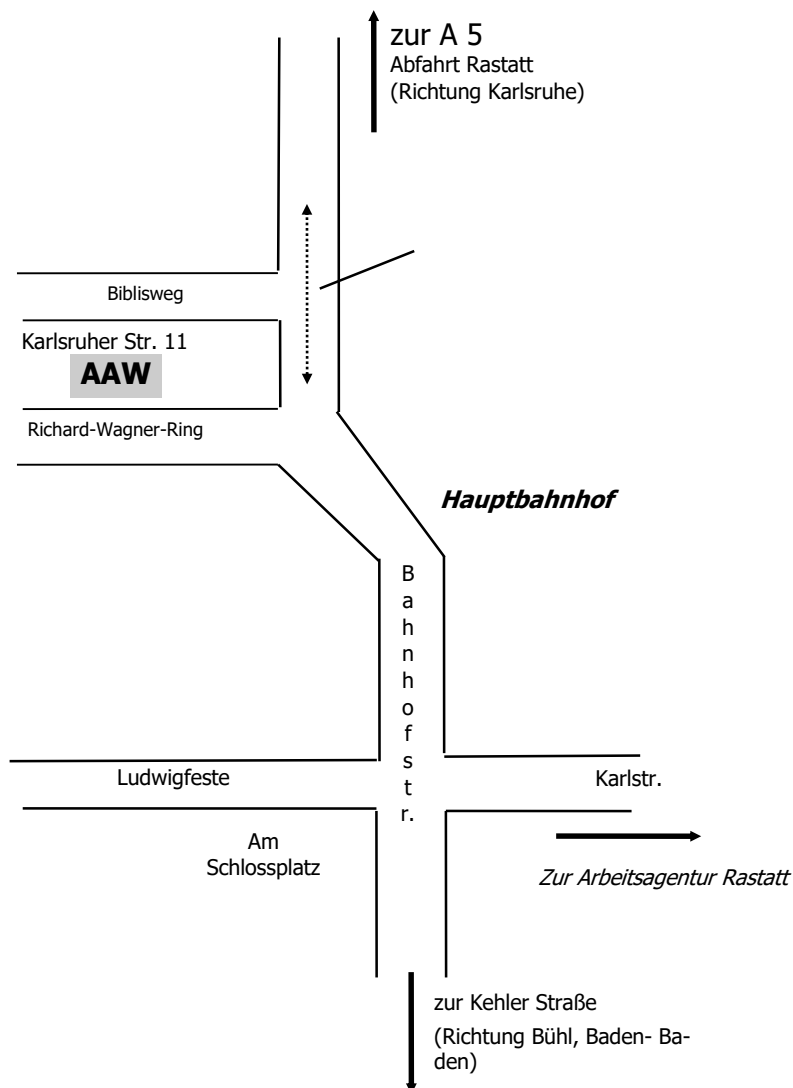 zur A 5
Abfahrt Rastatt
(Richtung Karlsruhe)
Biblisweg
Karlsruher Str. 11
AAW
Richard-Wagner-Ring
Hauptbahnhof
B
a
h
n
h
o
f
s
t
r.
Ludwigfeste
Karlstr.
Am
Schlossplatz
Zur Arbeitsagentur Rastatt
zur Kehler Straße
(Richtung Bühl, Baden- Ba-
den)